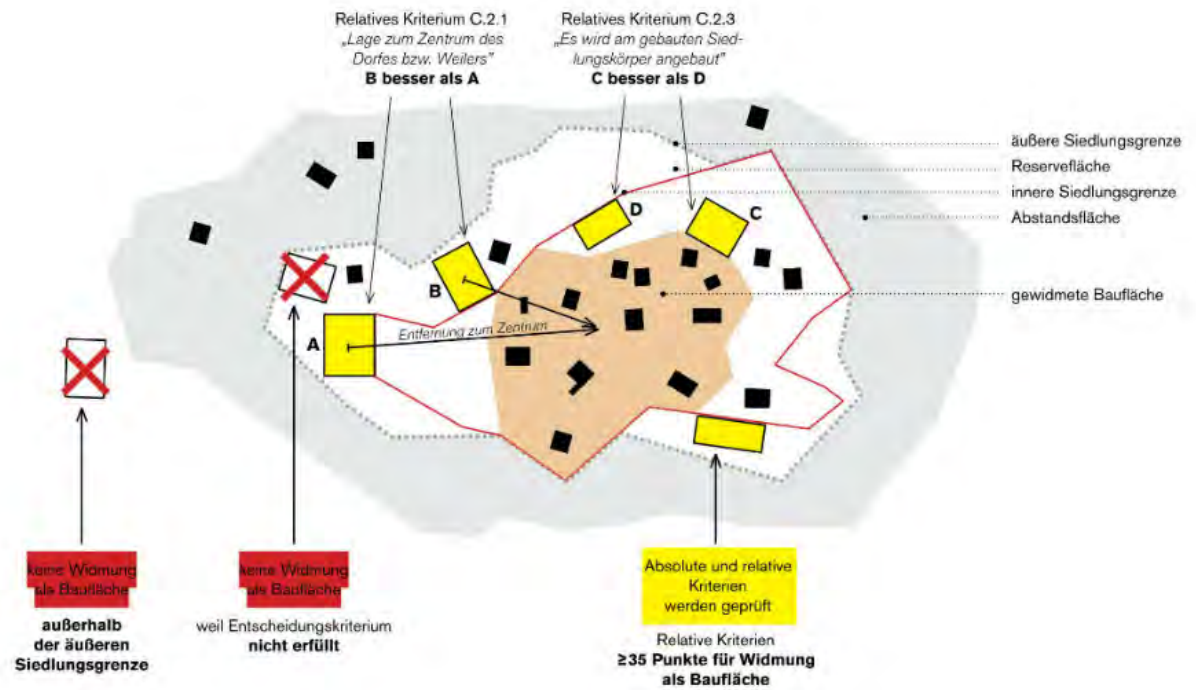 Relatives Kriterium C.2.1
„Lage zum Zentrum des
Dorfes bzw. Weilers"
B besser als A
Relatives Kriterium C.2.3
„Es wird am gebauten Sied-
lungskörper angebaut"
C besser als D
äußere Siedlungsgrenze
Reservefläche
innere Siedlungsgrenze
Abstandsfläche
gewidmete Baufläche
D
C
B
A
Entfernung zum Zentrum
keine Widmung
als Baufläche
außerhalb
der äußeren
Siedlungsgrenze
keine Widmung
als Baufläche
weil Entscheidungskriterium
nicht erfüllt
Absolute und relative
Kriterien
werden geprüft
Relative Kriterien
≥35 Punkte für Widmung
als Baufläche